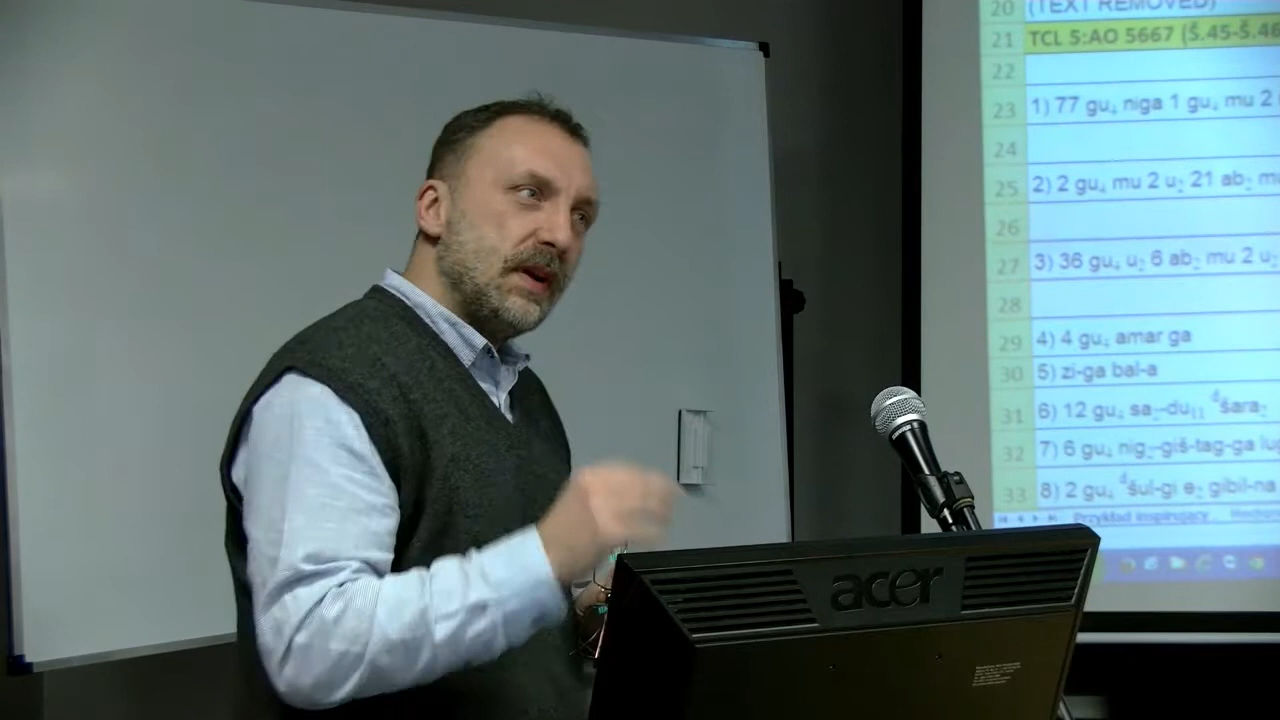 20 (TEXT REMOVED)
21 TCL 5:AO 5667 (Š.45-Š.46
22
23 1) 77 gu₄ niga 1 gu₄ mu 2
24
25 2) 2 gu₄ mu 2 u₂ 21 ab₂ mu
26
27 3) 36 gu₄ u₂ 6 ab₂ mu 2 u₂
28
29 4) 4 gu₄ amar ga
30 5) zi-ga bal-a
31 6) 12 gu₄ sa₂-du₁₁ ᵈšara₂
32 7) 6 gu₄ nig₂-giš-tag-ga lug
33 8) 2 gu₄ ᵈšul-gi e₂ gibil-na
Przykład inspirujący
acer